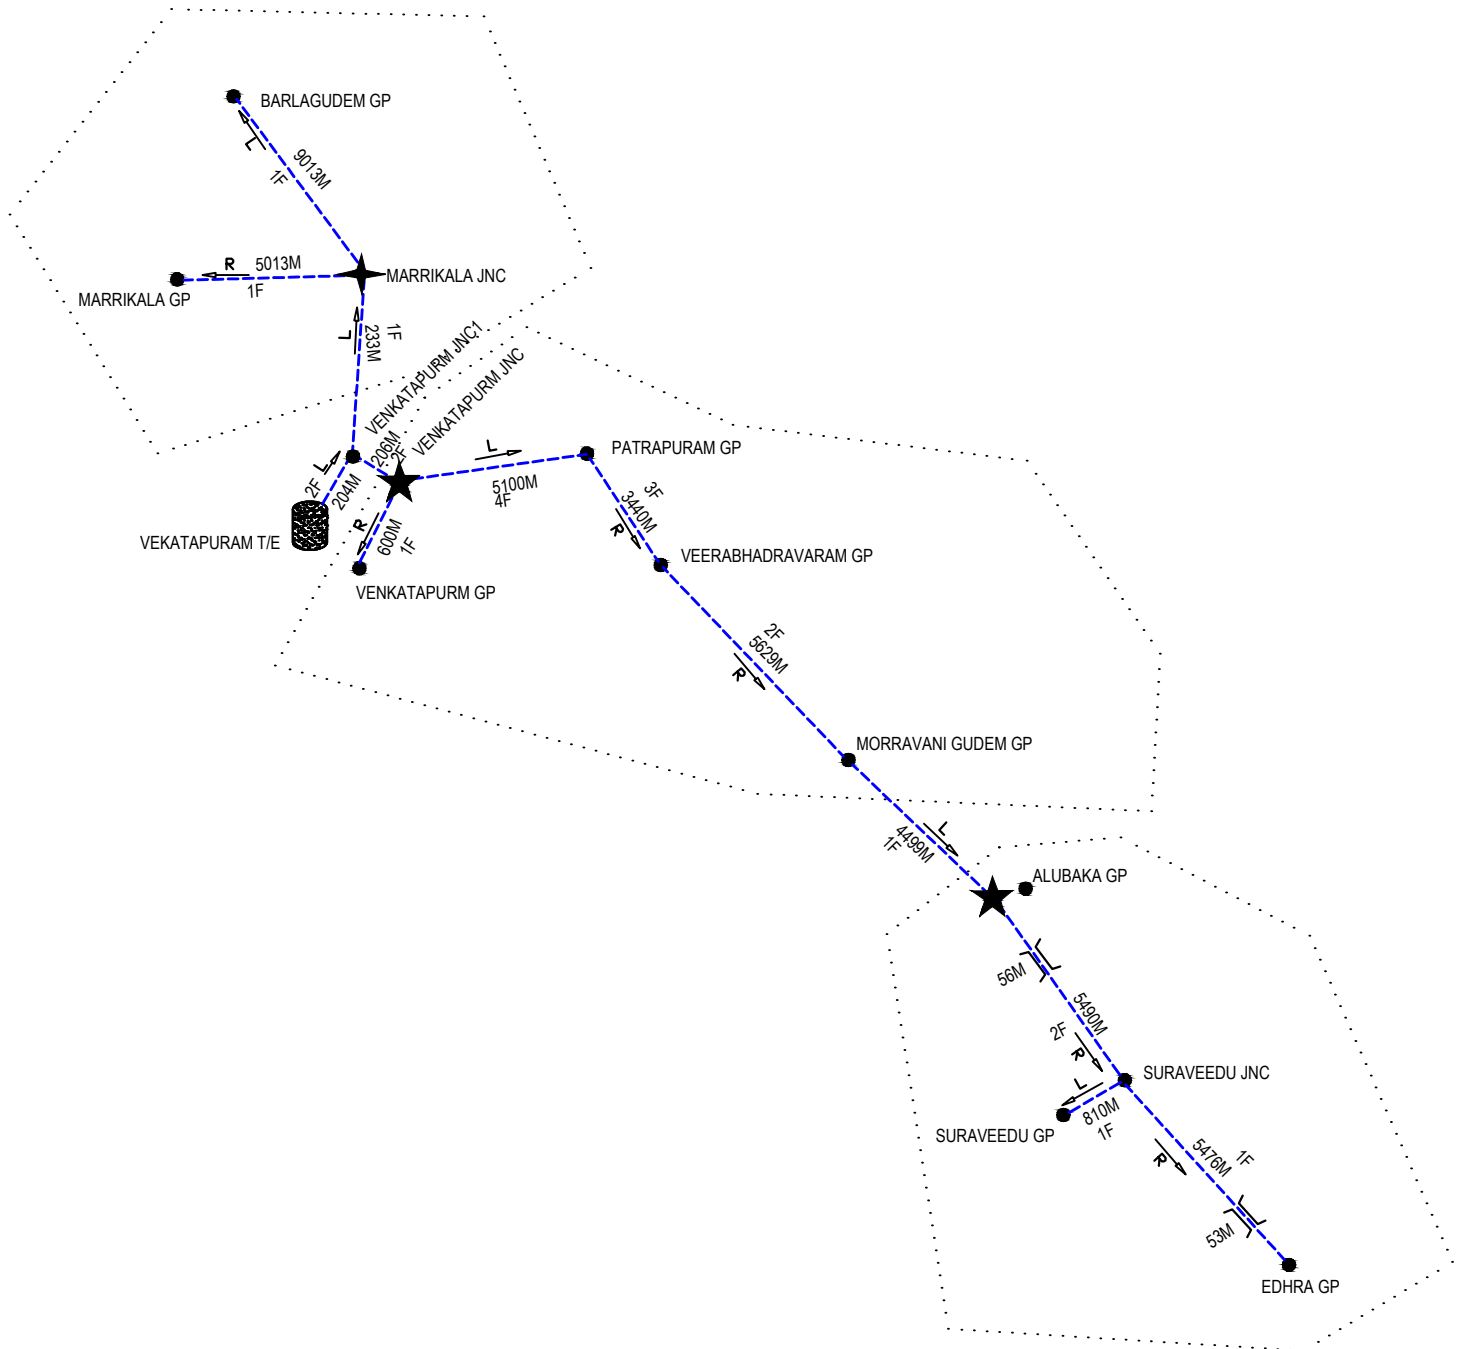 BARLAGUDEM GP
L
1F
9013M
R
5013M
1F
MARRIKALA GP
MARRIKALA JNC
L
1F
233M
VENKATAPURM JNC1
VENKATAPURM JNC
206M
2F
L
2F
204M
VEKATAPURAM T/E
R
600M
1F
VENKATAPURM GP
L
5100M
4F
PATRAPURAM GP
3F
3440M
R
VEERABHADRAVARAM GP
2F
5629M
R
MORRAVANI GUDEM GP
L
4499M
1F
ALUBAKA GP
56M
5490M
2F
R
SURAVEEDU JNC
L
810M
1F
SURAVEEDU GP
1F
5476M
R
53M
EDHRA GP